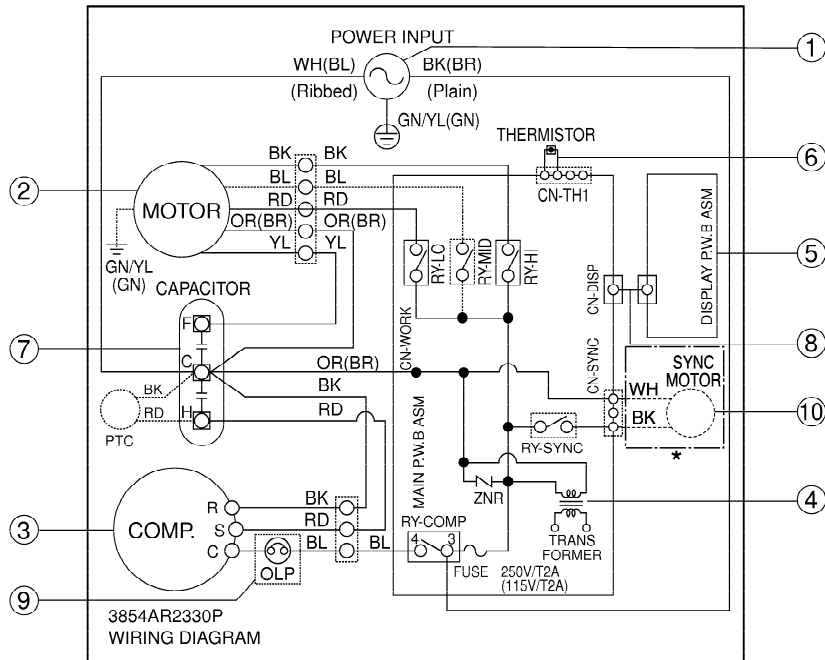 POWER INPUT
1
WH(BL) BK(BR)
(Ribbed) (Plain)
GN/YL(GN)
THERMISTOR
6
CN-TH1
BK BK
BL BL
RD RD
OR(BR) OR(BR)
YL YL
2
MOTOR
GN/YL
(GN)
RY-LO
RY-MID
RY-HI
CN-DISP
DISPLAY P.W.B ASM
5
CAPACITOR
F
7
C
H
CN-WORK
OR(BR)
BK
RD
BK
RD
PTC
CN-SYNC
8
SYNC
MOTOR
WH
BK
10
*
RY-SYNC
MAIN P.W.B ASM
ZNR
4
TRANS
FORMER
3
COMP.
R
S
C
BK
RD
BL BL
OLP
9
RY-COMP
4 3
FUSE
250V/T2A
(115V/T2A)
3854AR2330P
WIRING DIAGRAM